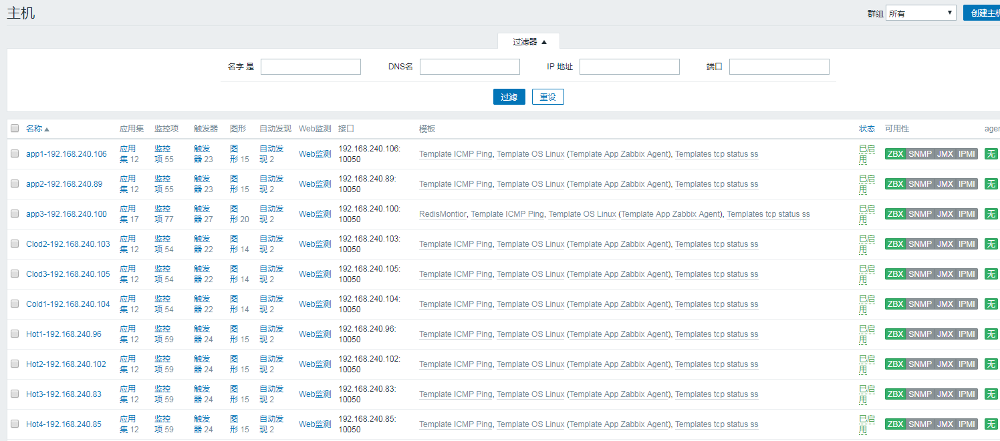 主机
群组 所有 创建主机
过滤器
名字 是 DNS名 IP 地址 端口
过滤 重设
名称 应用集 监控项 触发器 图形 自动发现 Web监测 接口 模板 状态 可用性 agen
app1-192.168.240.106 应用集 12 监控项 55 触发器 23 图形 15 自动发现 2 Web监测 192.168.240.106: 10050 Template ICMP Ping, Template OS Linux (Template App Zabbix Agent), Templates tcp status ss 已启用 ZBX SNMP JMX IPMI 无
app2-192.168.240.89 应用集 12 监控项 55 触发器 23 图形 15 自动发现 2 Web监测 192.168.240.89: 10050 Template ICMP Ping, Template OS Linux (Template App Zabbix Agent), Templates tcp status ss 已启用 ZBX SNMP JMX IPMI 无
app3-192.168.240.100 应用集 17 监控项 77 触发器 27 图形 20 自动发现 2 Web监测 192.168.240.100: 10050 RedisMontior, Template ICMP Ping, Template OS Linux (Template App Zabbix Agent), Templates tcp status ss 已启用 ZBX SNMP JMX IPMI 无
Clod2-192.168.240.103 应用集 12 监控项 54 触发器 22 图形 14 自动发现 2 Web监测 192.168.240.103: 10050 Template ICMP Ping, Template OS Linux (Template App Zabbix Agent), Templates tcp status ss 已启用 ZBX SNMP JMX IPMI 无
Clod3-192.168.240.105 应用集 12 监控项 54 触发器 22 图形 14 自动发现 2 Web监测 192.168.240.105: 10050 Template ICMP Ping, Template OS Linux (Template App Zabbix Agent), Templates tcp status ss 已启用 ZBX SNMP JMX IPMI 无
Cold1-192.168.240.104 应用集 12 监控项 54 触发器 22 图形 14 自动发现 2 Web监测 192.168.240.104: 10050 Template ICMP Ping, Template OS Linux (Template App Zabbix Agent), Templates tcp status ss 已启用 ZBX SNMP JMX IPMI 无
Hot1-192.168.240.96 应用集 12 监控项 59 触发器 24 图形 15 自动发现 2 Web监测 192.168.240.96: 10050 Template ICMP Ping, Template OS Linux (Template App Zabbix Agent), Templates tcp status ss 已启用 ZBX SNMP JMX IPMI 无
Hot2-192.168.240.102 应用集 12 监控项 59 触发器 24 图形 15 自动发现 2 Web监测 192.168.240.102: 10050 Template ICMP Ping, Template OS Linux (Template App Zabbix Agent), Templates tcp status ss 已启用 ZBX SNMP JMX IPMI 无
Hot3-192.168.240.83 应用集 12 监控项 59 触发器 24 图形 15 自动发现 2 Web监测 192.168.240.83: 10050 Template ICMP Ping, Template OS Linux (Template App Zabbix Agent), Templates tcp status ss 已启用 ZBX SNMP JMX IPMI 无
Hot4-192.168.240.85 应用集 12 监控项 59 触发器 24 图形 15 自动发现 2 Web监测 192.168.240.85: 10050 Template ICMP Ping, Template OS Linux (Template App Zabbix Agent), Templates tcp status ss 已启用 ZBX SNMP JMX IPMI 无